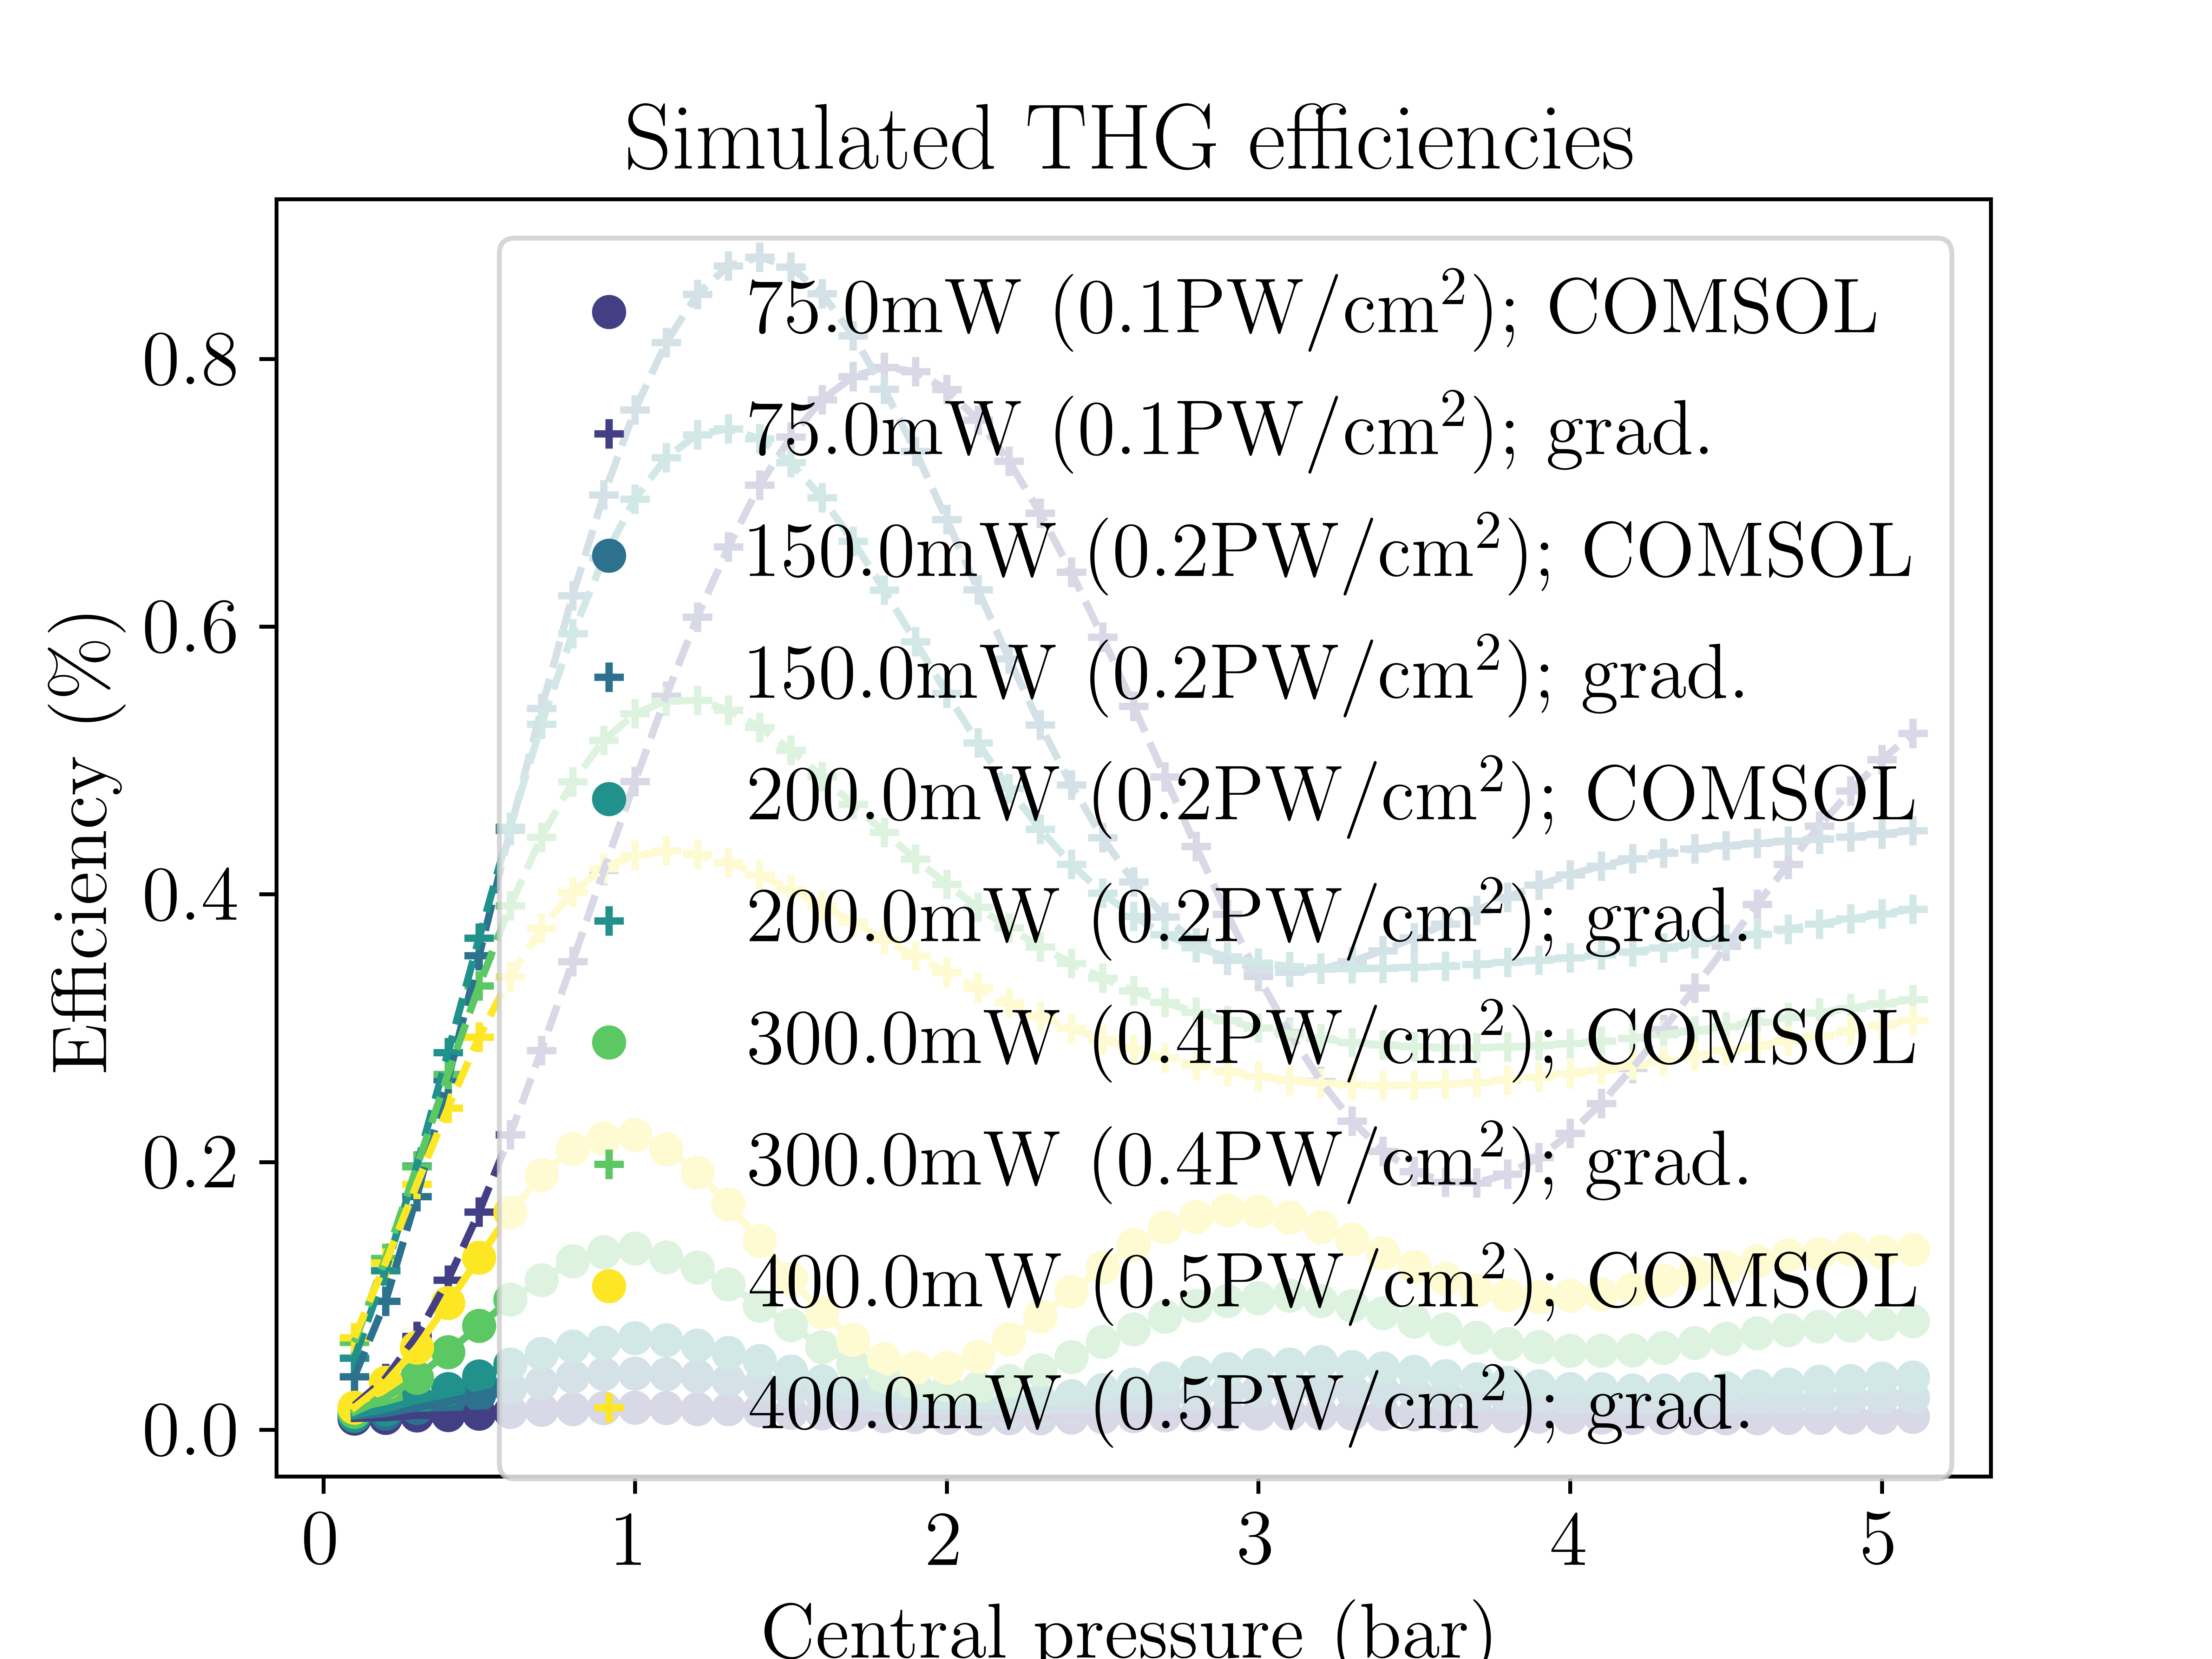 Simulated THG efficiencies
Efficiency (%)
0.8
0.6
0.4
0.2
0.0
75.0mW (0.1PW/cm²); COMSOL
75.0mW (0.1PW/cm²); grad.
150.0mW (0.2PW/cm²); COMSOL
150.0mW (0.2PW/cm²); grad.
200.0mW (0.2PW/cm²); COMSOL
200.0mW (0.2PW/cm²); grad.
300.0mW (0.4PW/cm²); COMSOL
300.0mW (0.4PW/cm²); grad.
400.0mW (0.5PW/cm²); COMSOL
400.0mW (0.5PW/cm²); grad.
0 1 2 3 4 5
Central pressure (bar)